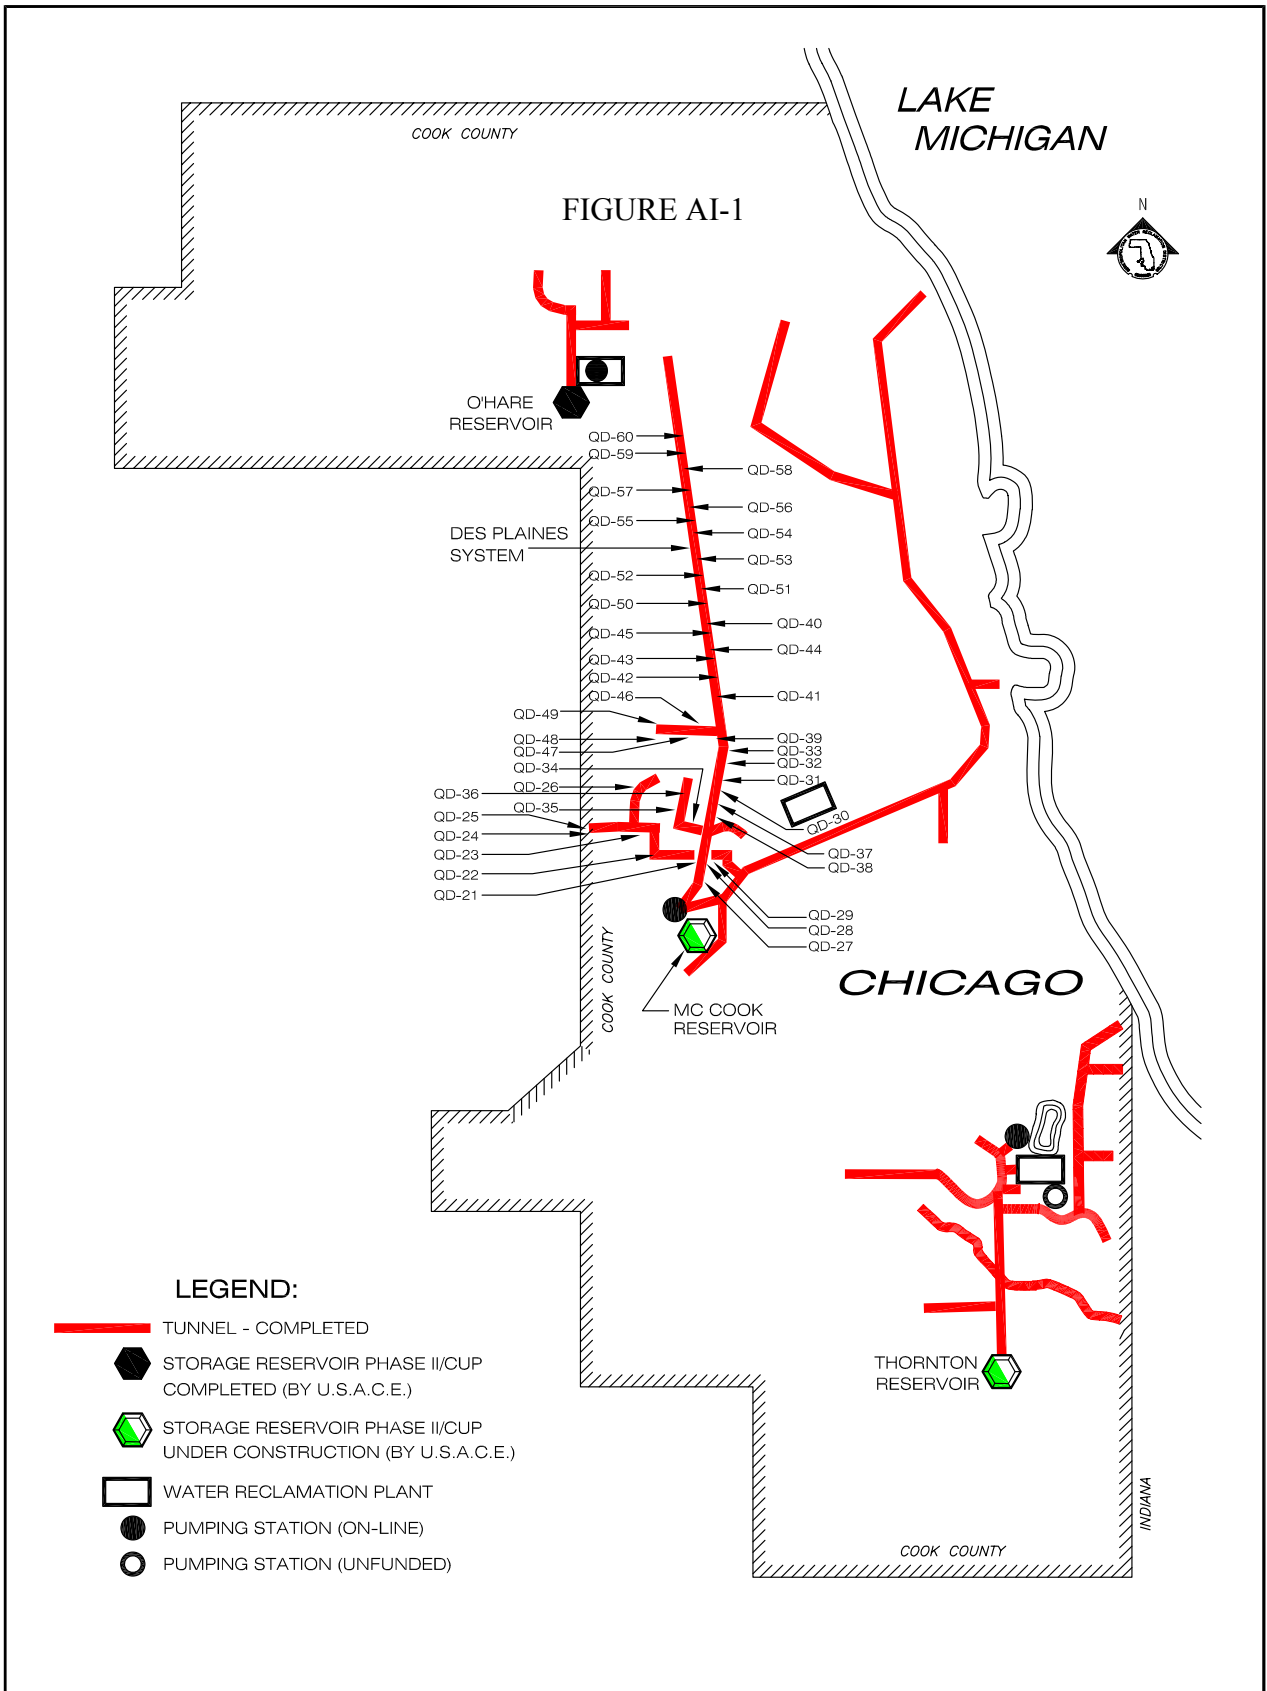 LAKE
MICHIGAN
COOK COUNTY
FIGURE AI-1
N
O'HARE
RESERVOIR
QD-60
QD-59
QD-58
QD-57
QD-56
QD-55
DES PLAINES
SYSTEM
QD-54
QD-53
QD-52
QD-51
QD-50
QD-40
QD-45
QD-44
QD-43
QD-42
QD-46
QD-41
QD-49
QD-48
QD-47
QD-39
QD-33
QD-32
QD-34
QD-31
QD-26
QD-36
QD-35
QD-30
QD-25
QD-24
QD-23
QD-37
QD-22
QD-38
QD-21
QD-29
QD-28
QD-27
COOK COUNTY
CHICAGO
MC COOK
RESERVOIR
THORNTON
RESERVOIR
LEGEND:
TUNNEL - COMPLETED
STORAGE RESERVOIR PHASE II/CUP
COMPLETED (BY U.S.A.C.E.)
STORAGE RESERVOIR PHASE II/CUP
UNDER CONSTRUCTION (BY U.S.A.C.E.)
WATER RECLAMATION PLANT
PUMPING STATION (ON-LINE)
PUMPING STATION (UNFUNDED)
INDIANA
COOK COUNTY